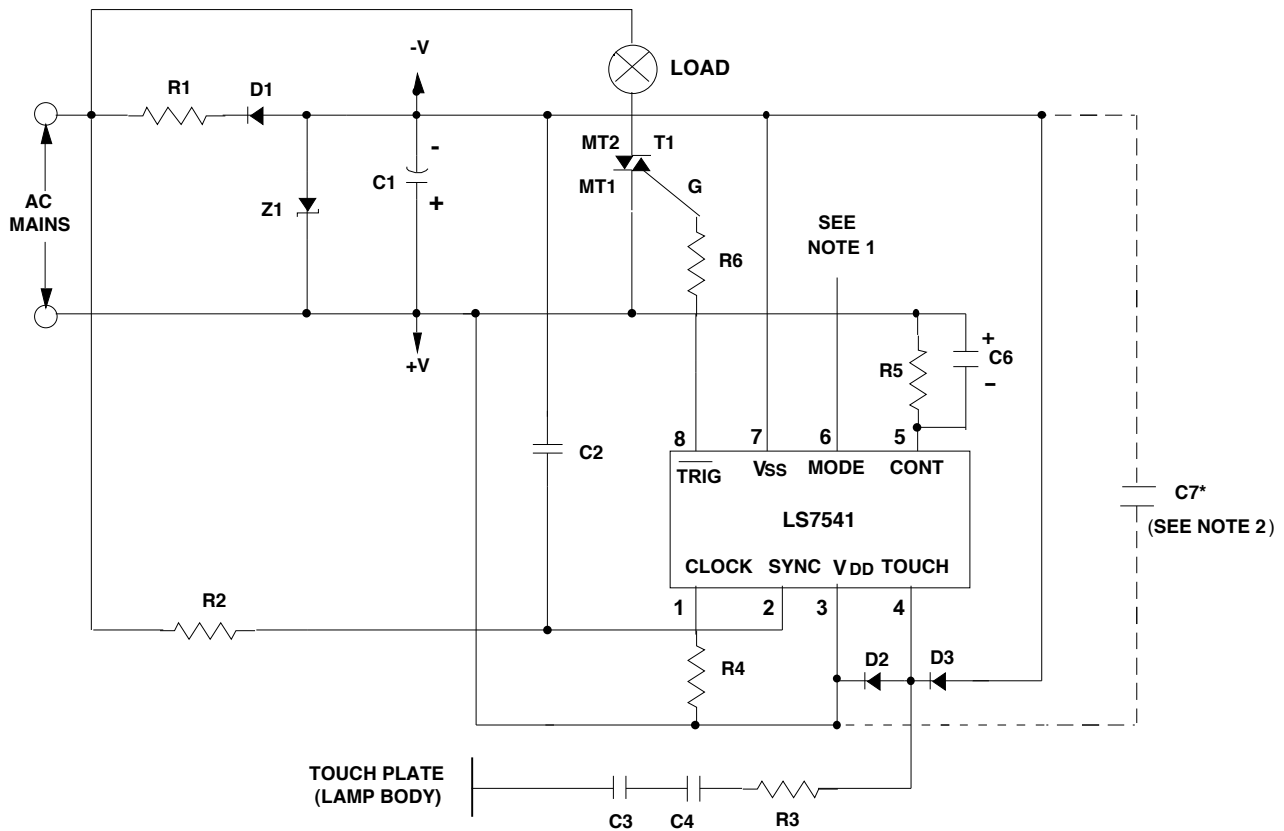 -V
LOAD
R1
D1
MT2
T1
MT1
G
-
C1
+
AC
MAINS
Z1
SEE
NOTE 1
R6
+V
R5
+
C6
-
C2
8
7
6
5
TRIG
VSS
MODE
CONT
C7*
(SEE NOTE 2)
LS7541
CLOCK
SYNC
VDD
TOUCH
1
2
3
4
R2
R4
D2
D3
TOUCH PLATE
(LAMP BODY)
C3
C4
R3